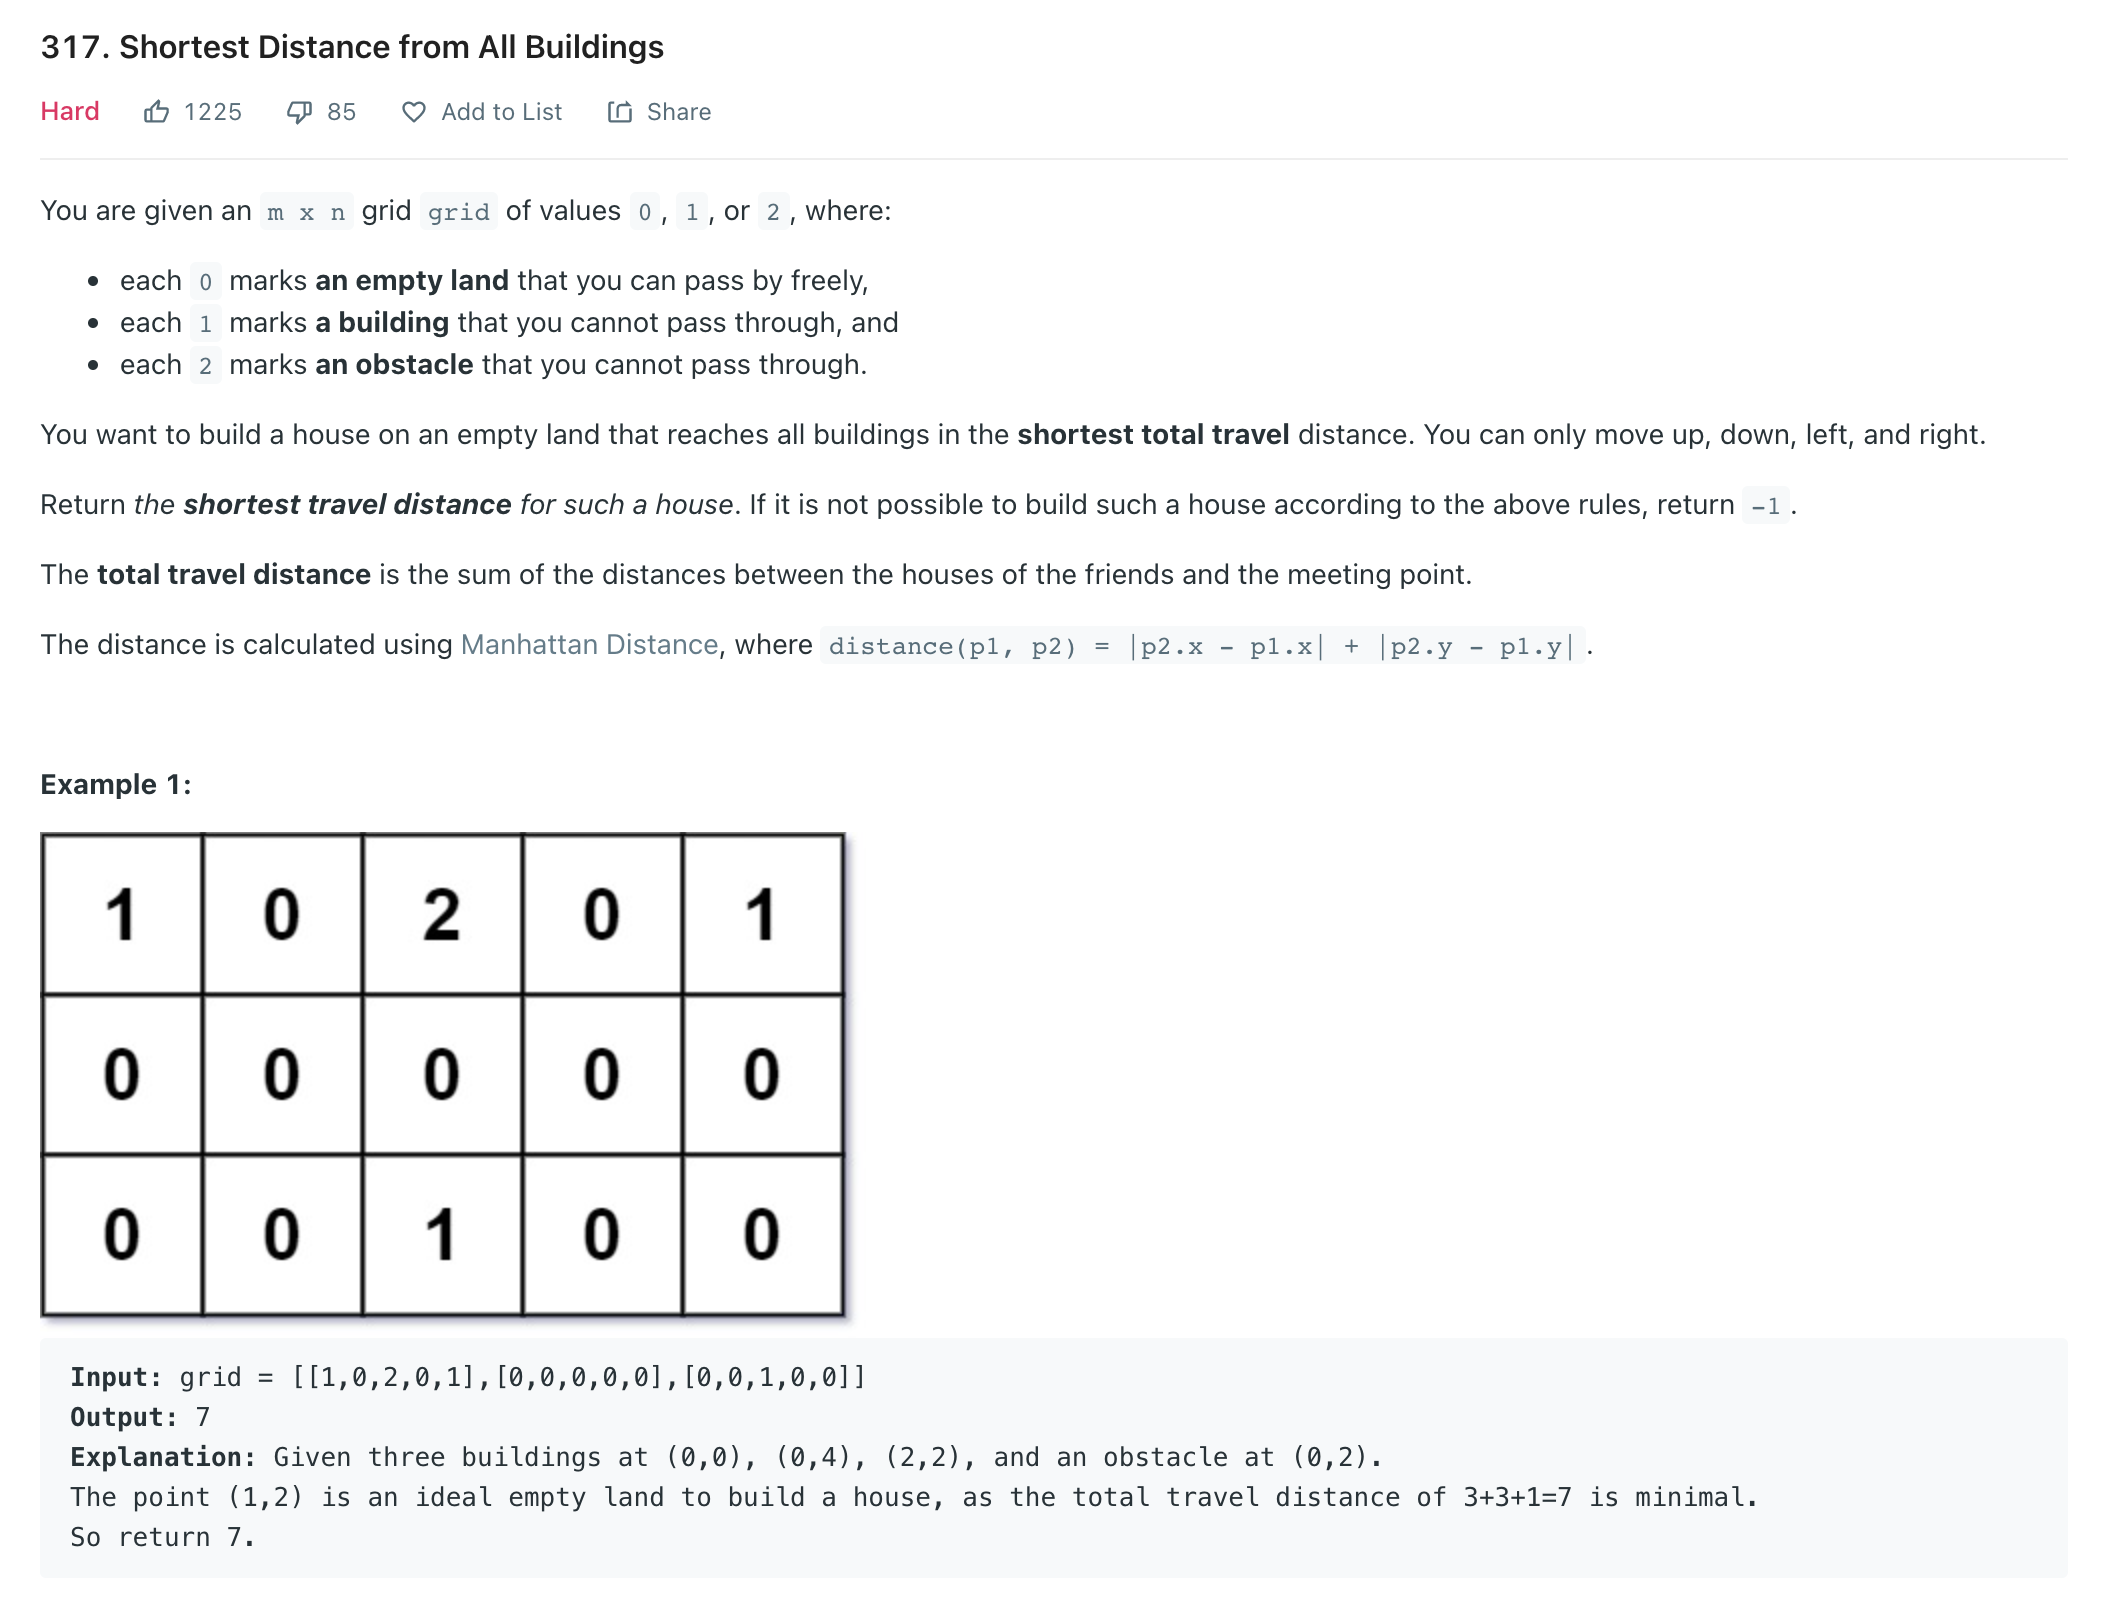 317. Shortest Distance from All Buildings
Hard 1225 85 Add to List Share
You are given an m x n grid grid of values 0, 1, or 2, where:
• each 0 marks an empty land that you can pass by freely,
• each 1 marks a building that you cannot pass through, and
• each 2 marks an obstacle that you cannot pass through.
You want to build a house on an empty land that reaches all buildings in the shortest total travel distance. You can only move up, down, left, and right.
Return the shortest travel distance for such a house. If it is not possible to build such a house according to the above rules, return -1.
The total travel distance is the sum of the distances between the houses of the friends and the meeting point.
The distance is calculated using Manhattan Distance, where distance(p1, p2) = |p2.x - p1.x| + |p2.y - p1.y|.
Example 1:
1 0 2 0 1
0 0 0 0 0
0 0 1 0 0
Input: grid = [[1,0,2,0,1],[0,0,0,0,0],[0,0,1,0,0]]
Output: 7
Explanation: Given three buildings at (0,0), (0,4), (2,2), and an obstacle at (0,2).
The point (1,2) is an ideal empty land to build a house, as the total travel distance of 3+3+1=7 is minimal.
So return 7.